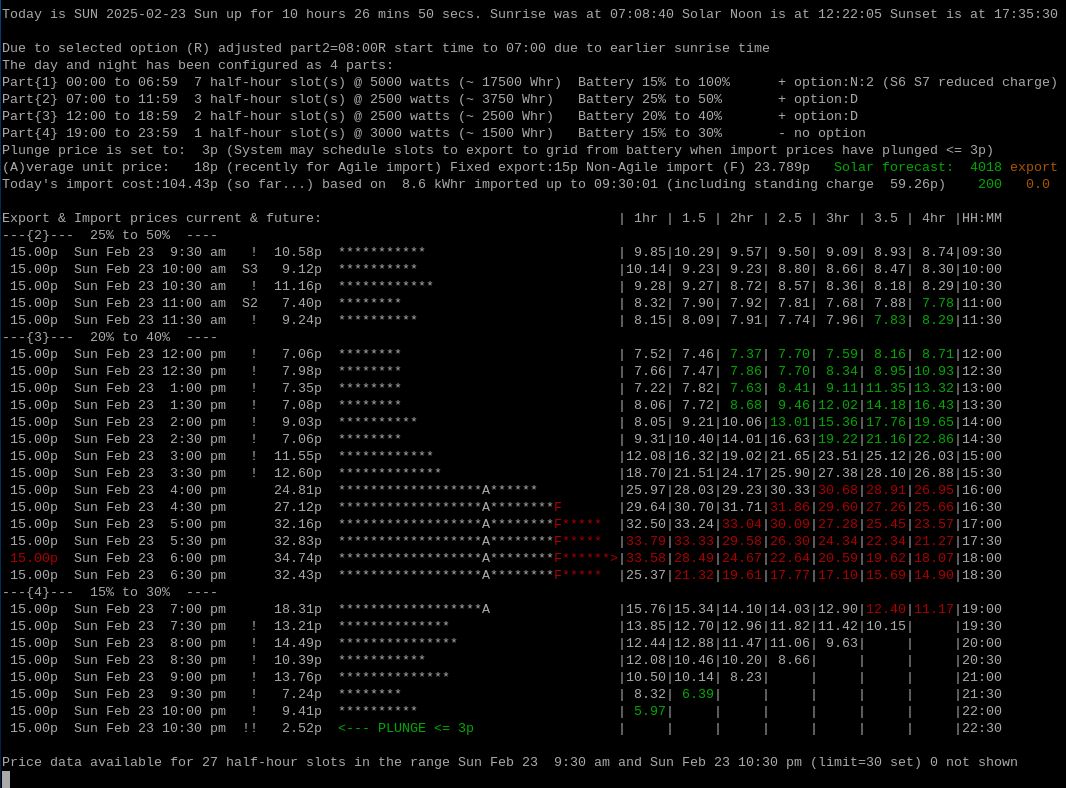 Today is SUN 2025-02-23 Sun up for 10 hours 26 mins 50 secs. Sunrise was at 07:08:40 Solar Noon is at 12:22:05 Sunset is at 17:35:30

Due to selected option (R) adjusted part2=08:00R start time to 07:00 due to earlier sunrise time
The day and night has been configured as 4 parts:
Part{1} 00:00 to 06:59  7 half-hour slot(s) @ 5000 watts (~ 17500 Whr)  Battery 15% to 100%      + option:N:2 (S6 S7 reduced charge)
Part{2} 07:00 to 11:59  3 half-hour slot(s) @ 2500 watts (~ 3750 Whr)   Battery 25% to 50%       + option:D
Part{3} 12:00 to 18:59  2 half-hour slot(s) @ 2500 watts (~ 2500 Whr)   Battery 20% to 40%       + option:D
Part{4} 19:00 to 23:59  1 half-hour slot(s) @ 3000 watts (~ 1500 Whr)   Battery 15% to 30%       - no option
Plunge price is set to:  3p (System may schedule slots to export to grid from battery when import prices have plunged <= 3p)
(A)verage unit price:   18p (recently for Agile import) Fixed export:15p Non-Agile import (F) 23.789p   Solar forecast:  4018 export
Today's import cost:104.43p (so far...) based on  8.6 kWhr imported up to 09:30:01 (including standing charge  59.26p)    200   0.0

Export & Import prices current & future:                                     | 1hr | 1.5 | 2hr | 2.5 | 3hr | 3.5 | 4hr |HH:MM
---{2}---  25% to 50%  ----
 15.00p  Sun Feb 23  9:30 am   !  10.58p  ***********                        | 9.85|10.29| 9.57| 9.50| 9.09| 8.93| 8.74|09:30
 15.00p  Sun Feb 23 10:00 am  S3   9.12p  **********                         |10.14| 9.23| 9.23| 8.80| 8.66| 8.47| 8.30|10:00
 15.00p  Sun Feb 23 10:30 am   !  11.16p  ************                       | 9.28| 9.27| 8.72| 8.57| 8.36| 8.18| 8.29|10:30
 15.00p  Sun Feb 23 11:00 am  S2   7.40p  ********                           | 8.32| 7.90| 7.92| 7.81| 7.68| 7.88| 7.78|11:00
 15.00p  Sun Feb 23 11:30 am   !   9.24p  **********                         | 8.15| 8.09| 7.91| 7.74| 7.96| 7.83| 8.29|11:30
---{3}---  20% to 40%  ----
 15.00p  Sun Feb 23 12:00 pm   !   7.06p  ********                           | 7.52| 7.46| 7.37| 7.70| 7.59| 8.16| 8.71|12:00
 15.00p  Sun Feb 23 12:30 pm   !   7.98p  ********                           | 7.66| 7.47| 7.86| 7.70| 8.34| 8.95|10.93|12:30
 15.00p  Sun Feb 23  1:00 pm   !   7.35p  ********                           | 7.22| 7.82| 7.63| 8.41| 9.11|11.35|13.32|13:00
 15.00p  Sun Feb 23  1:30 pm   !   7.08p  ********                           | 8.06| 7.72| 8.68| 9.46|12.02|14.18|16.43|13:30
 15.00p  Sun Feb 23  2:00 pm   !   9.03p  **********                         | 8.05| 9.21|10.06|13.01|15.36|17.76|19.65|14:00
 15.00p  Sun Feb 23  2:30 pm   !   7.06p  ********                           | 9.31|10.40|14.01|16.63|19.22|21.16|22.86|14:30
 15.00p  Sun Feb 23  3:00 pm   !  11.55p  ************                       |12.08|16.32|19.02|21.65|23.51|25.12|26.03|15:00
 15.00p  Sun Feb 23  3:30 pm   !  12.60p  *************                      |18.70|21.51|24.17|25.90|27.38|28.10|26.88|15:30
 15.00p  Sun Feb 23  4:00 pm      24.81p  ******************A******          |25.97|28.03|29.23|30.33|30.68|28.91|26.95|16:00
 15.00p  Sun Feb 23  4:30 pm      27.12p  ******************A********F       |29.64|30.70|31.71|31.86|29.60|27.26|25.66|16:30
 15.00p  Sun Feb 23  5:00 pm      32.16p  ******************A********F*****  |32.50|33.24|33.04|30.09|27.28|25.45|23.57|17:00
 15.00p  Sun Feb 23  5:30 pm      32.83p  ******************A********F*****  |33.79|33.33|29.58|26.30|24.34|22.34|21.27|17:30
 15.00p  Sun Feb 23  6:00 pm      34.74p  ******************A********F******>|33.58|28.49|24.67|22.64|20.59|19.62|18.07|18:00
 15.00p  Sun Feb 23  6:30 pm      32.43p  ******************A********F*****  |25.37|21.32|19.61|17.77|17.10|15.69|14.90|18:30
---{4}---  15% to 30%  ----
 15.00p  Sun Feb 23  7:00 pm      18.31p  ******************A                |15.76|15.34|14.10|14.03|12.90|12.40|11.17|19:00
 15.00p  Sun Feb 23  7:30 pm   !  13.21p  **************                     |13.85|12.70|12.96|11.82|11.42|10.15|     |19:30
 15.00p  Sun Feb 23  8:00 pm   !  14.49p  ***************                    |12.44|12.88|11.47|11.06| 9.63|     |     |20:00
 15.00p  Sun Feb 23  8:30 pm   !  10.39p  ***********                        |12.08|10.46|10.20| 8.66|     |     |     |20:30
 15.00p  Sun Feb 23  9:00 pm   !  13.76p  **************                     |10.50|10.14| 8.23|     |     |     |     |21:00
 15.00p  Sun Feb 23  9:30 pm   !   7.24p  ********                           | 8.32| 6.39|     |     |     |     |     |21:30
 15.00p  Sun Feb 23 10:00 pm   !   9.41p  **********                         | 5.97|     |     |     |     |     |     |22:00
 15.00p  Sun Feb 23 10:30 pm  !!   2.52p  <--- PLUNGE <= 3p                  |     |     |     |     |     |     |     |22:30

Price data available for 27 half-hour slots in the range Sun Feb 23  9:30 am and Sun Feb 23 10:30 pm (limit=30 set) 0 not shown